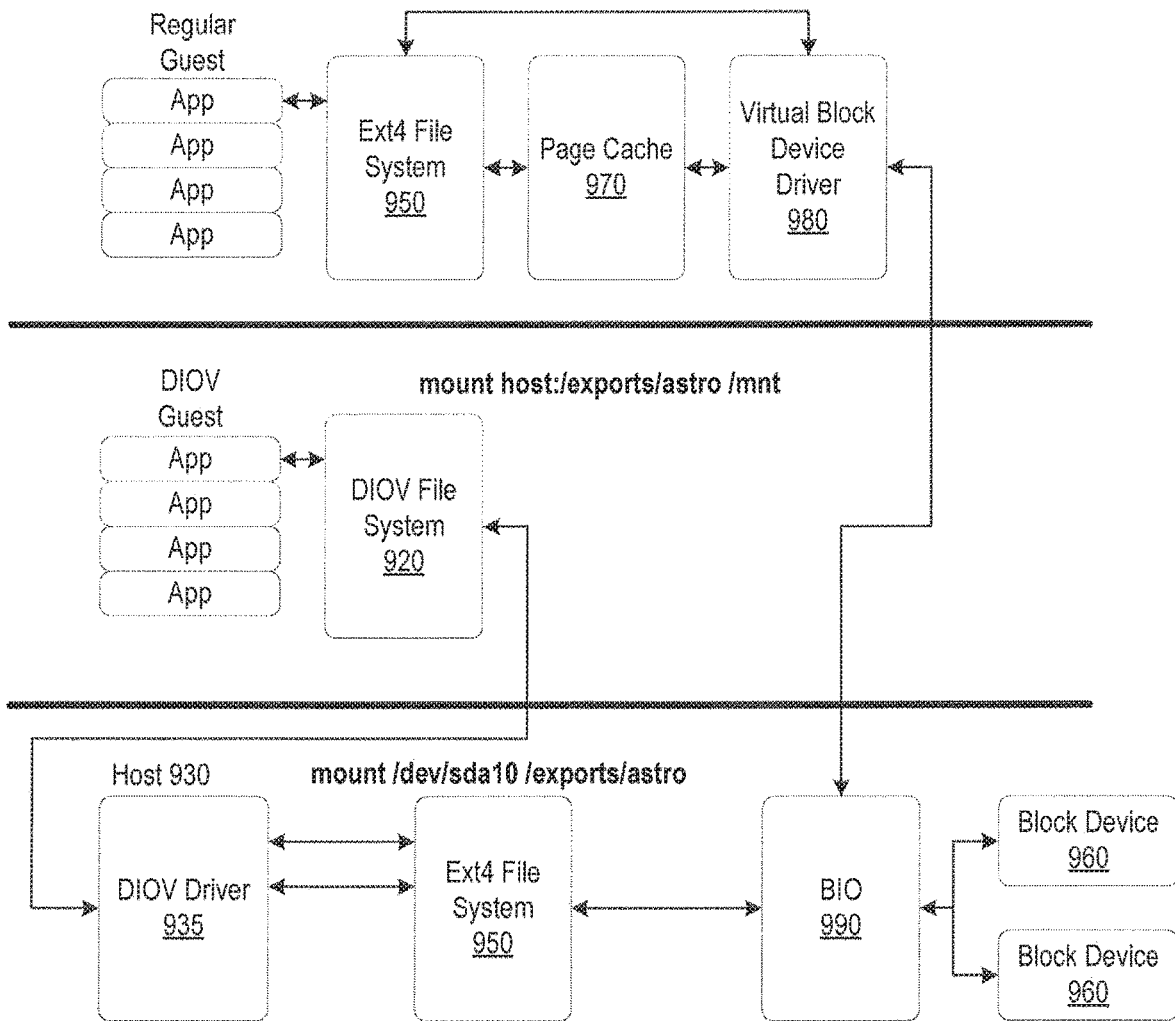 Regular
Guest
App
App
App
App
Ext4 File
System
950
Page Cache
970
Virtual Block
Device
Driver
980
DIOV
Guest
App
App
App
App
mount host:/exports/astro /mnt
DIOV File
System
920
Host 930
mount /dev/sda10 /exports/astro
DIOV Driver
935
Ext4 File
System
950
BIO
990
Block Device
960
Block Device
960